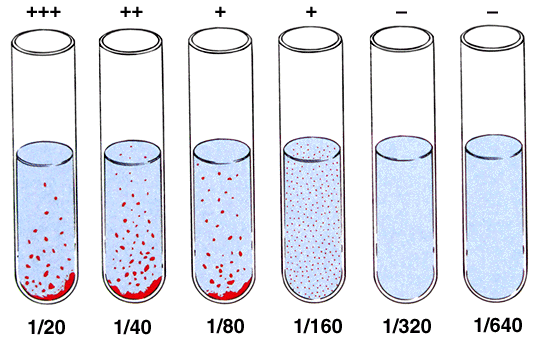 +++ ++ + + – –
1/20 1/40 1/80 1/160 1/320 1/640